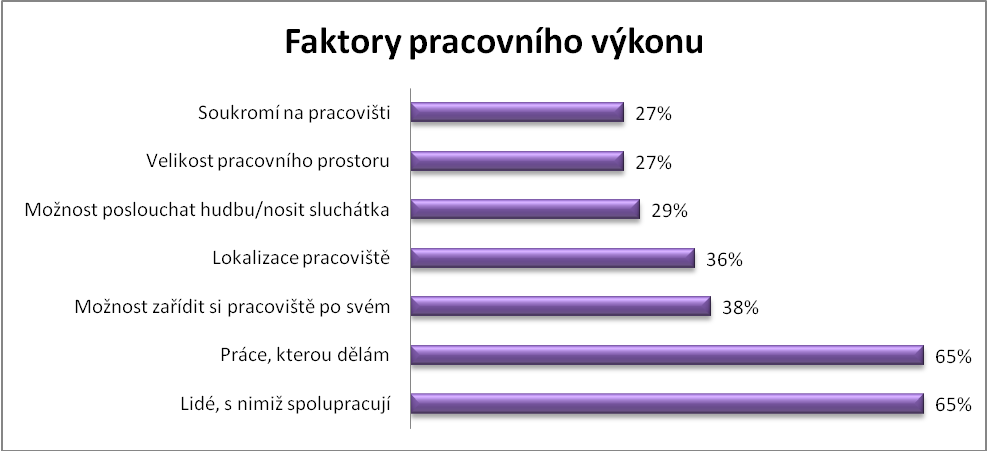 Faktory pracovního výkonu
Soukromí na pracovišti 27%
Velikost pracovního prostoru 27%
Možnost poslouchat hudbu/nosit sluchátka 29%
Lokalizace pracoviště 36%
Možnost zařídit si pracoviště po svém 38%
Práce, kterou dělám 65%
Lidé, s nimiž spolupracují 65%